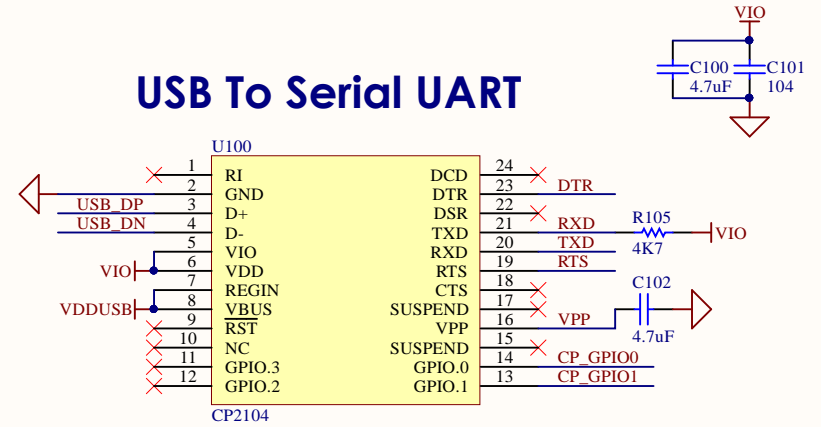 VIO
C100
C101
4.7uF
104
USB To Serial UART
U100
1 RI DCD 24
2 GND DTR 23 DTR
USB_DP 3 D+ DSR 22
USB_DN 4 D- TXD 21 RXD R105 4K7 VIO
5 VIO RXD 20 TXD
VIO 6 VDD RTS 19 RTS
7 REGIN CTS 18 C102
VDDUSB 8 VBUS SUSPEND 17
9 RST VPP 16 VPP 4.7uF
10 NC SUSPEND 15
11 GPIO.3 GPIO.0 14 CP_GPIO0
12 GPIO.2 GPIO.1 13 CP_GPIO1
CP2104